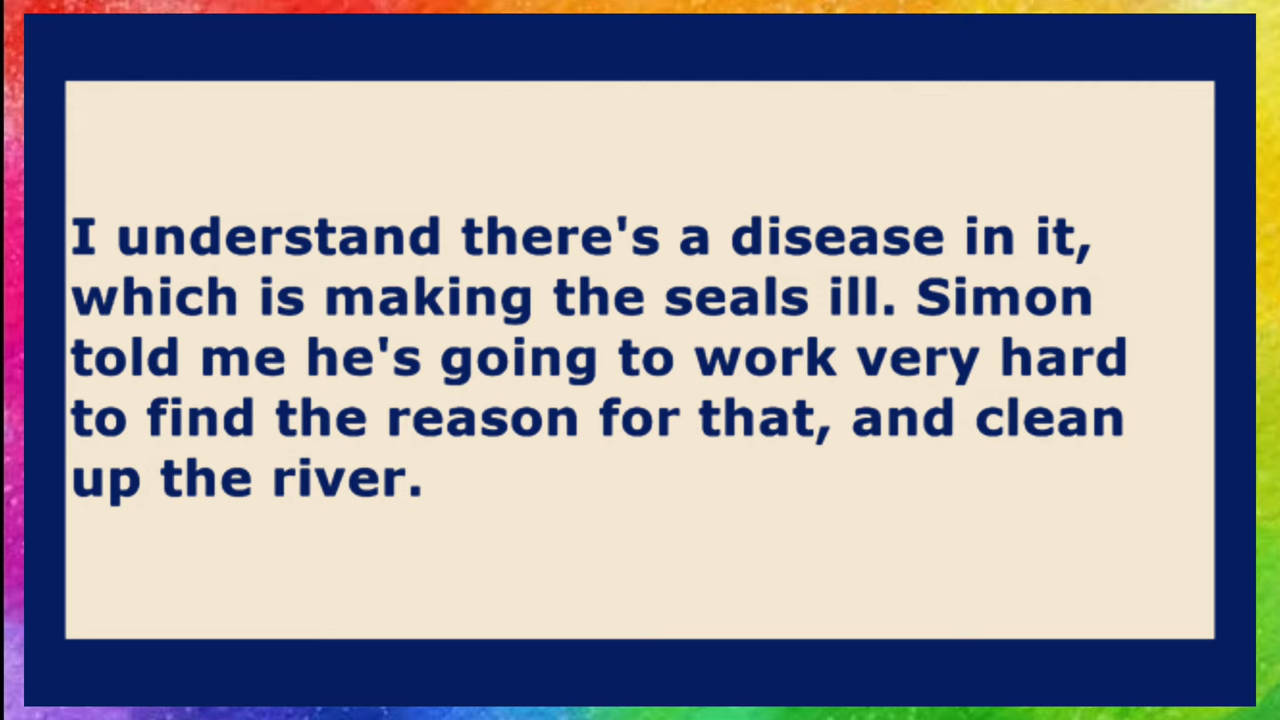 I understand there's a disease in it,
which is making the seals ill. Simon
told me he's going to work very hard
to find the reason for that, and clean
up the river.